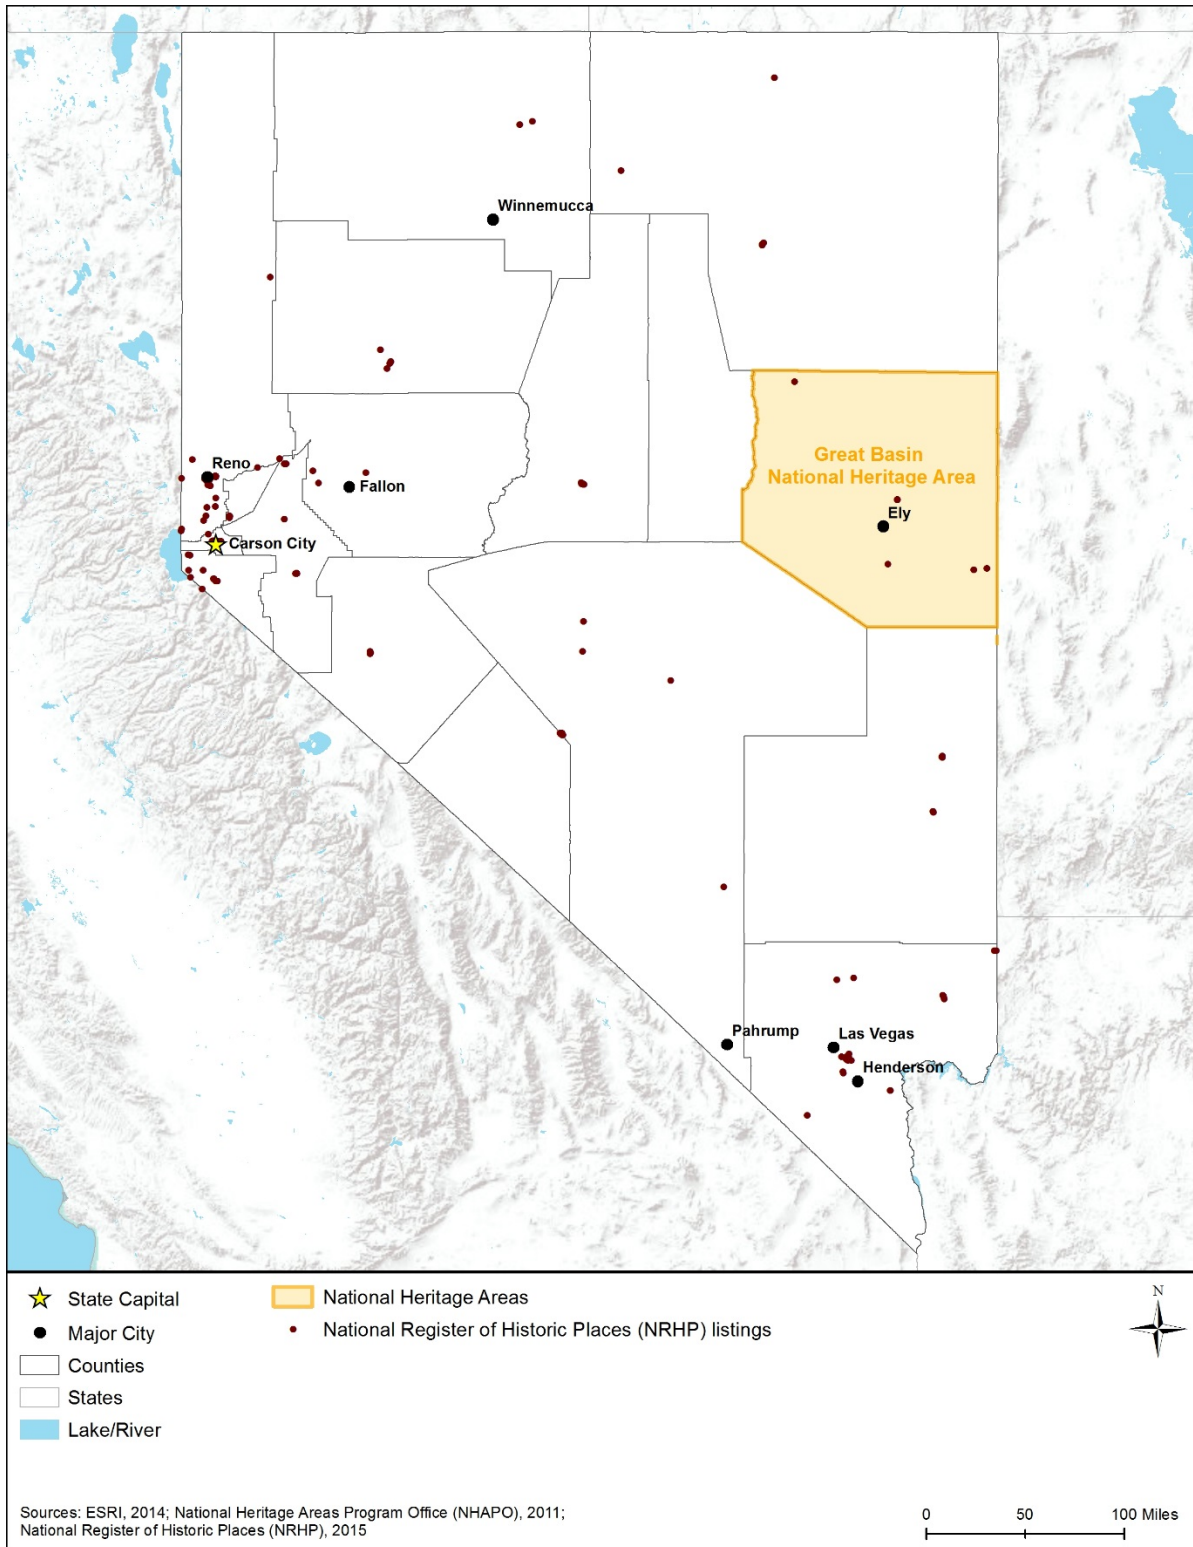 Winnemucca
Reno
Fallon
Great Basin
National Heritage Area
Ely
Carson City
Pahrump
Las Vegas
Henderson
State Capital
Major City
Counties
States
Lake/River
National Heritage Areas
National Register of Historic Places (NRHP) listings
N
Sources: ESRI, 2014; National Heritage Areas Program Office (NHAPO), 2011;
National Register of Historic Places (NRHP), 2015
0 50 100 Miles